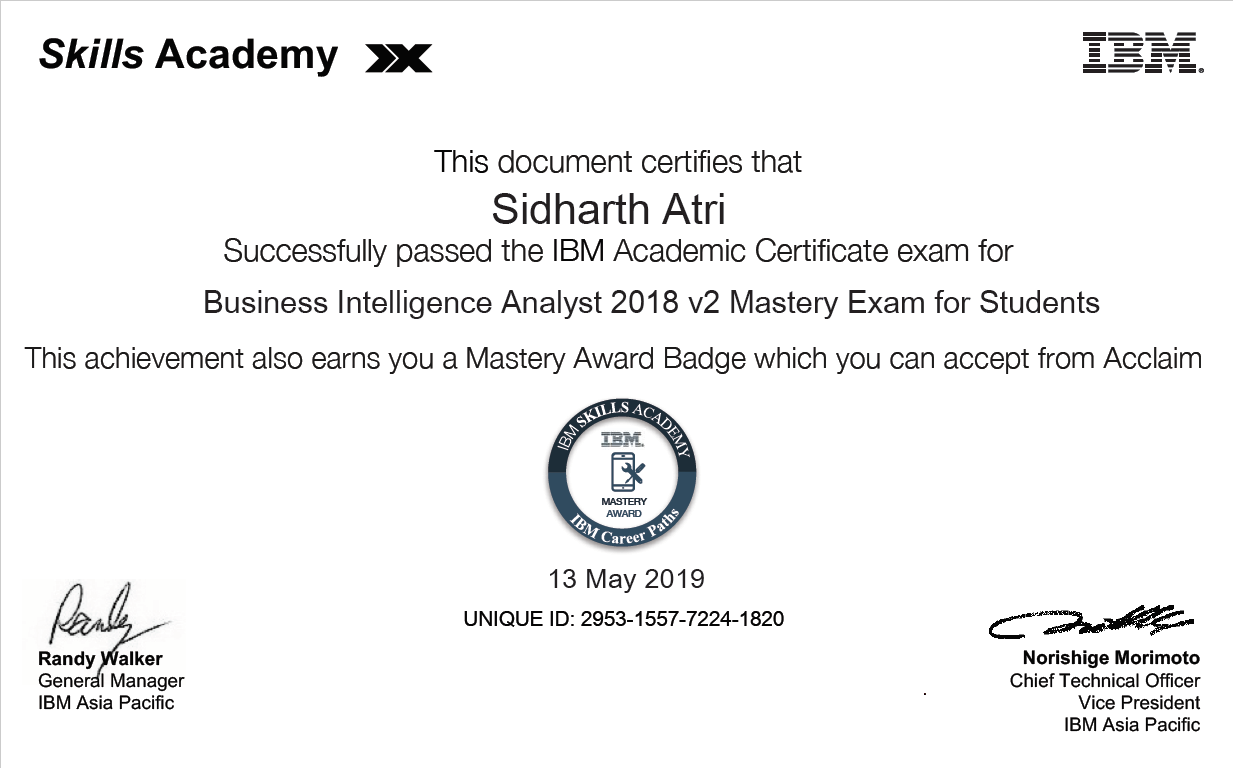 Skills Academy
IBM
This document certifies that
Sidharth Atri
Successfully passed the IBM Academic Certificate exam for
Business Intelligence Analyst 2018 v2 Mastery Exam for Students
This achievement also earns you a Mastery Award Badge which you can accept from Acclaim
IBM SKILLS ACADEMY
IBM.
MASTERY
AWARD
IBM Career Paths
13 May 2019
UNIQUE ID: 2953-1557-7224-1820
Randy
Randy Walker
General Manager
IBM Asia Pacific
Norishige Morimoto
Chief Technical Officer
Vice President
IBM Asia Pacific